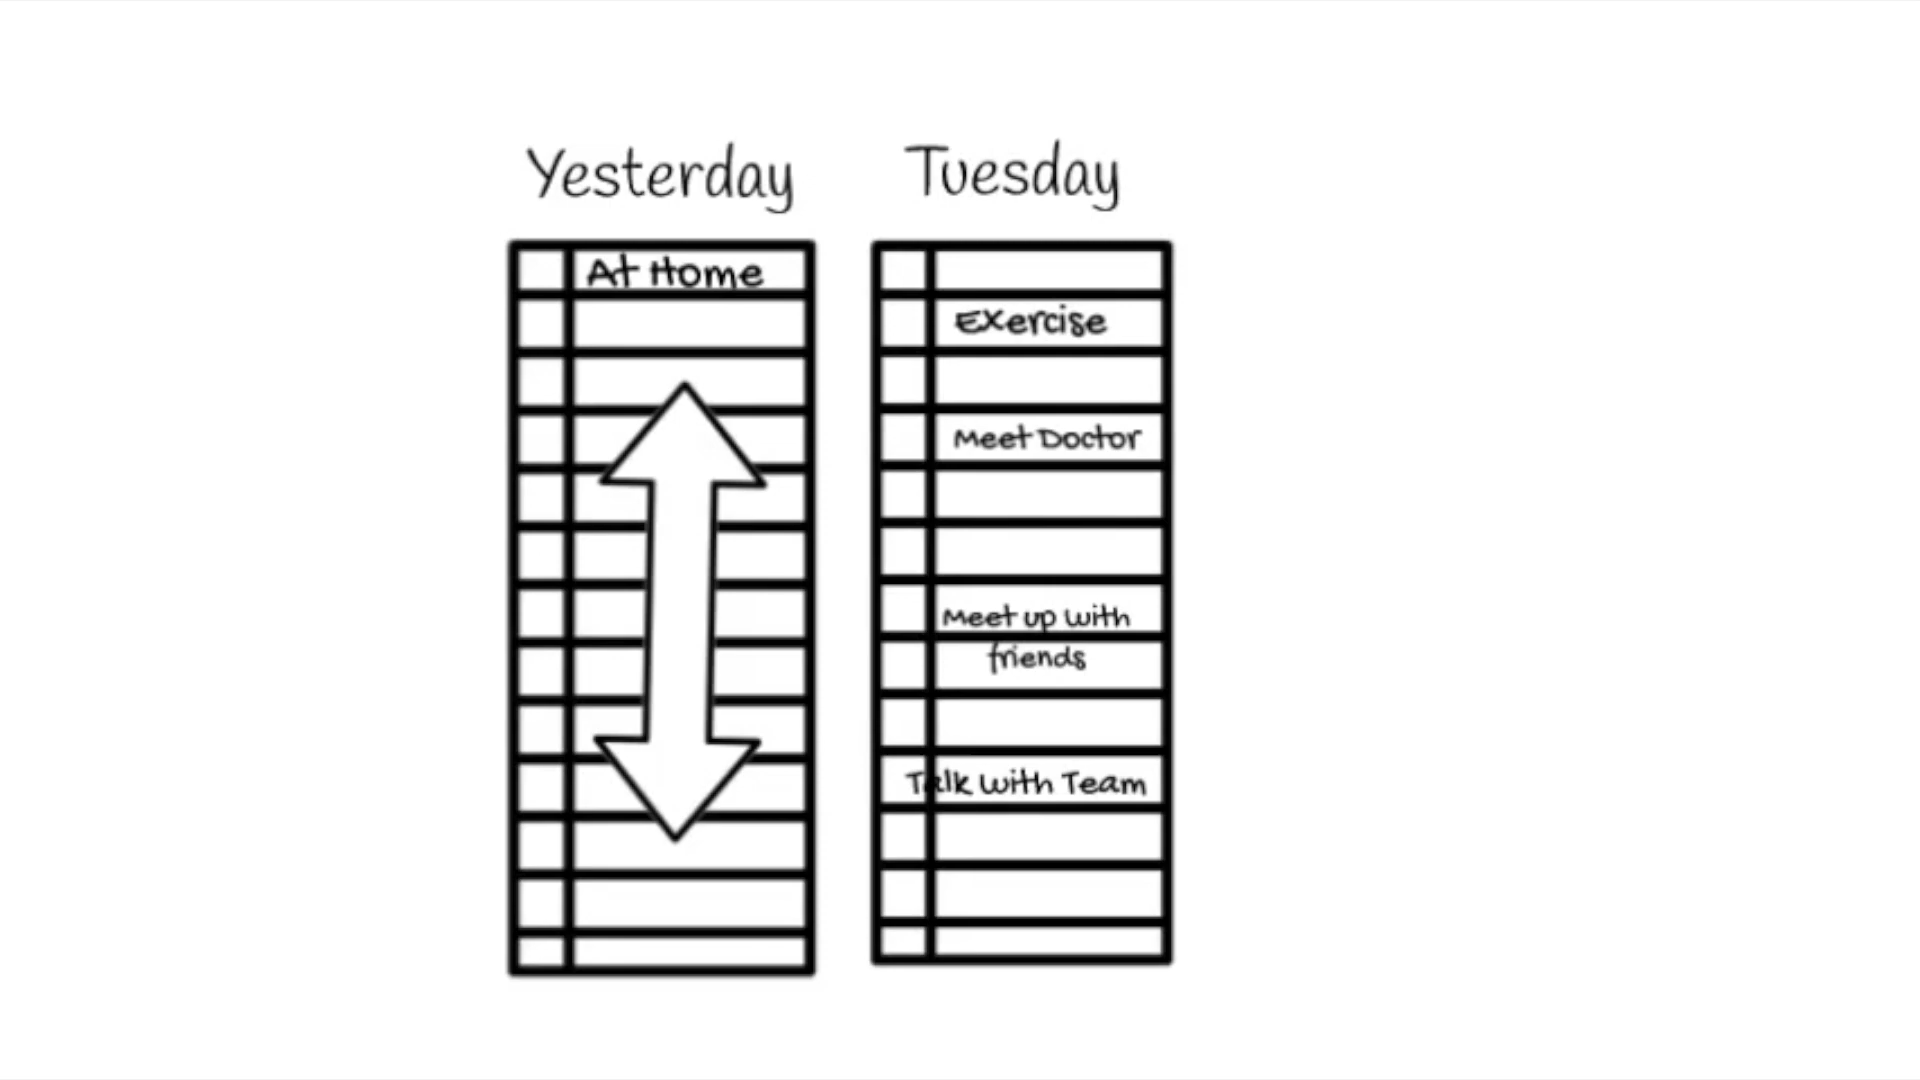 Yesterday
Tuesday
At Home
Exercise
Meet Doctor
Meet up with
friends
Talk with Team